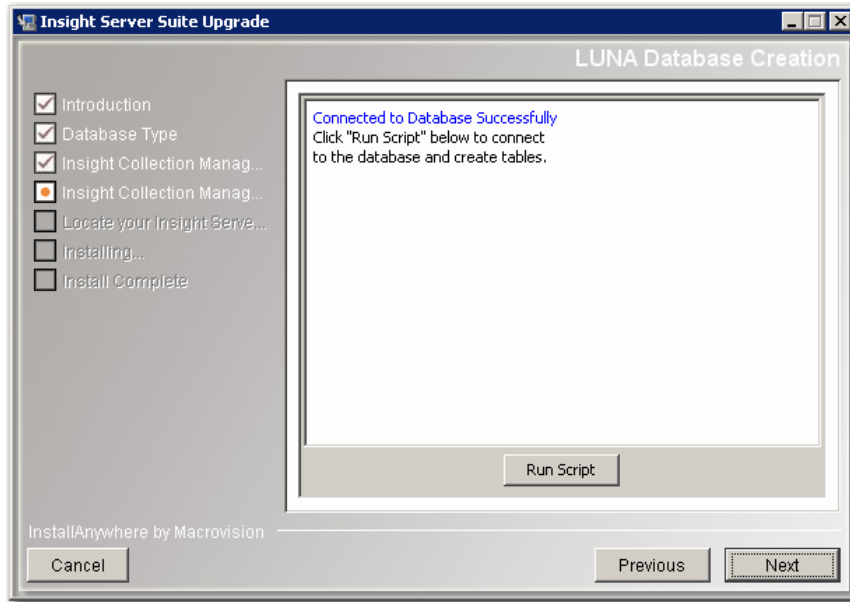 Insight Server Suite Upgrade
LUNA Database Creation
Introduction
Database Type
Insight Collection Manag...
Insight Collection Manag...
Locate your Insight Serve...
Installing...
Install Complete
Connected to Database Successfully
Click "Run Script" below to connect
to the database and create tables.
Run Script
InstallAnywhere by Macrovision
Cancel
Previous
Next